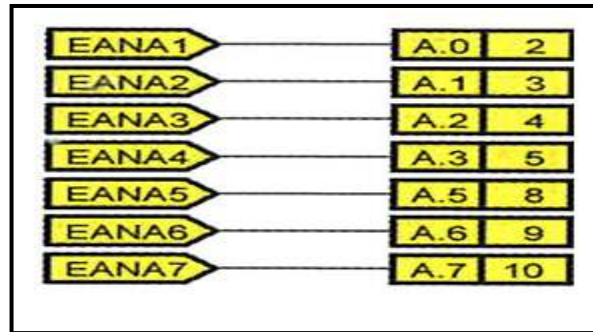 EANA1 A.0 2
EANA2 A.1 3
EANA3 A.2 4
EANA4 A.3 5
EANA5 A.5 8
EANA6 A.6 9
EANA7 A.7 10